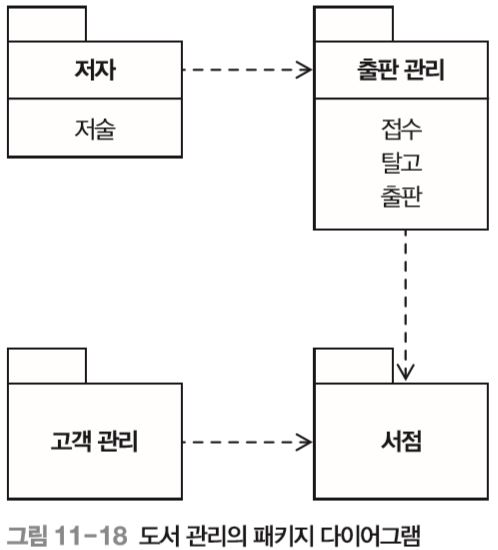 저자
저술
출판 관리
접수
탈고
출판
고객 관리
서점
그림 11-18 도서 관리의 패키지 다이어그램